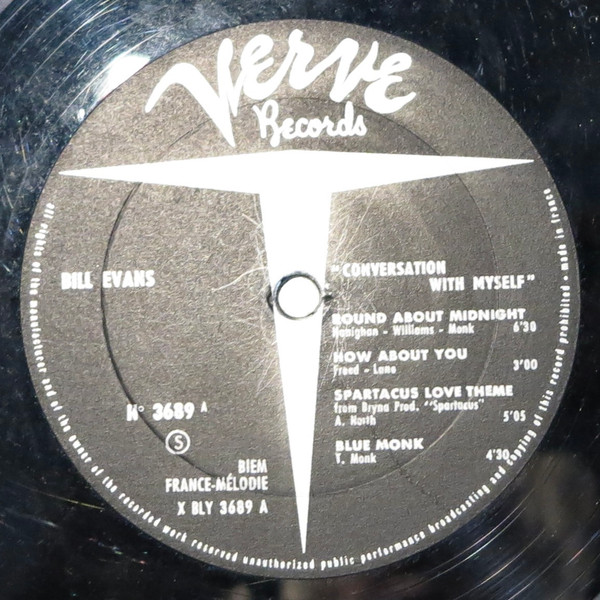 Verve
Records
BILL EVANS
"CONVERSATION
WITH MYSELF"
ROUND ABOUT MIDNIGHT
Hanighan - Williams - Monk 6'30
HOW ABOUT YOU
Freed - Lane 3'00
SPARTACUS LOVE THEME
from Bryna Prod. "Spartacus"
A. North 5'05
BLUE MONK
T. Monk 4'30
N° 3689 A
S
BIEM
FRANCE-MÉLODIE
X BLY 3689 A
all rights of the manufacturer and of the owner of the recorded work reserved unauthorized public performance broadcasting and copying of this record prohibited - made in france